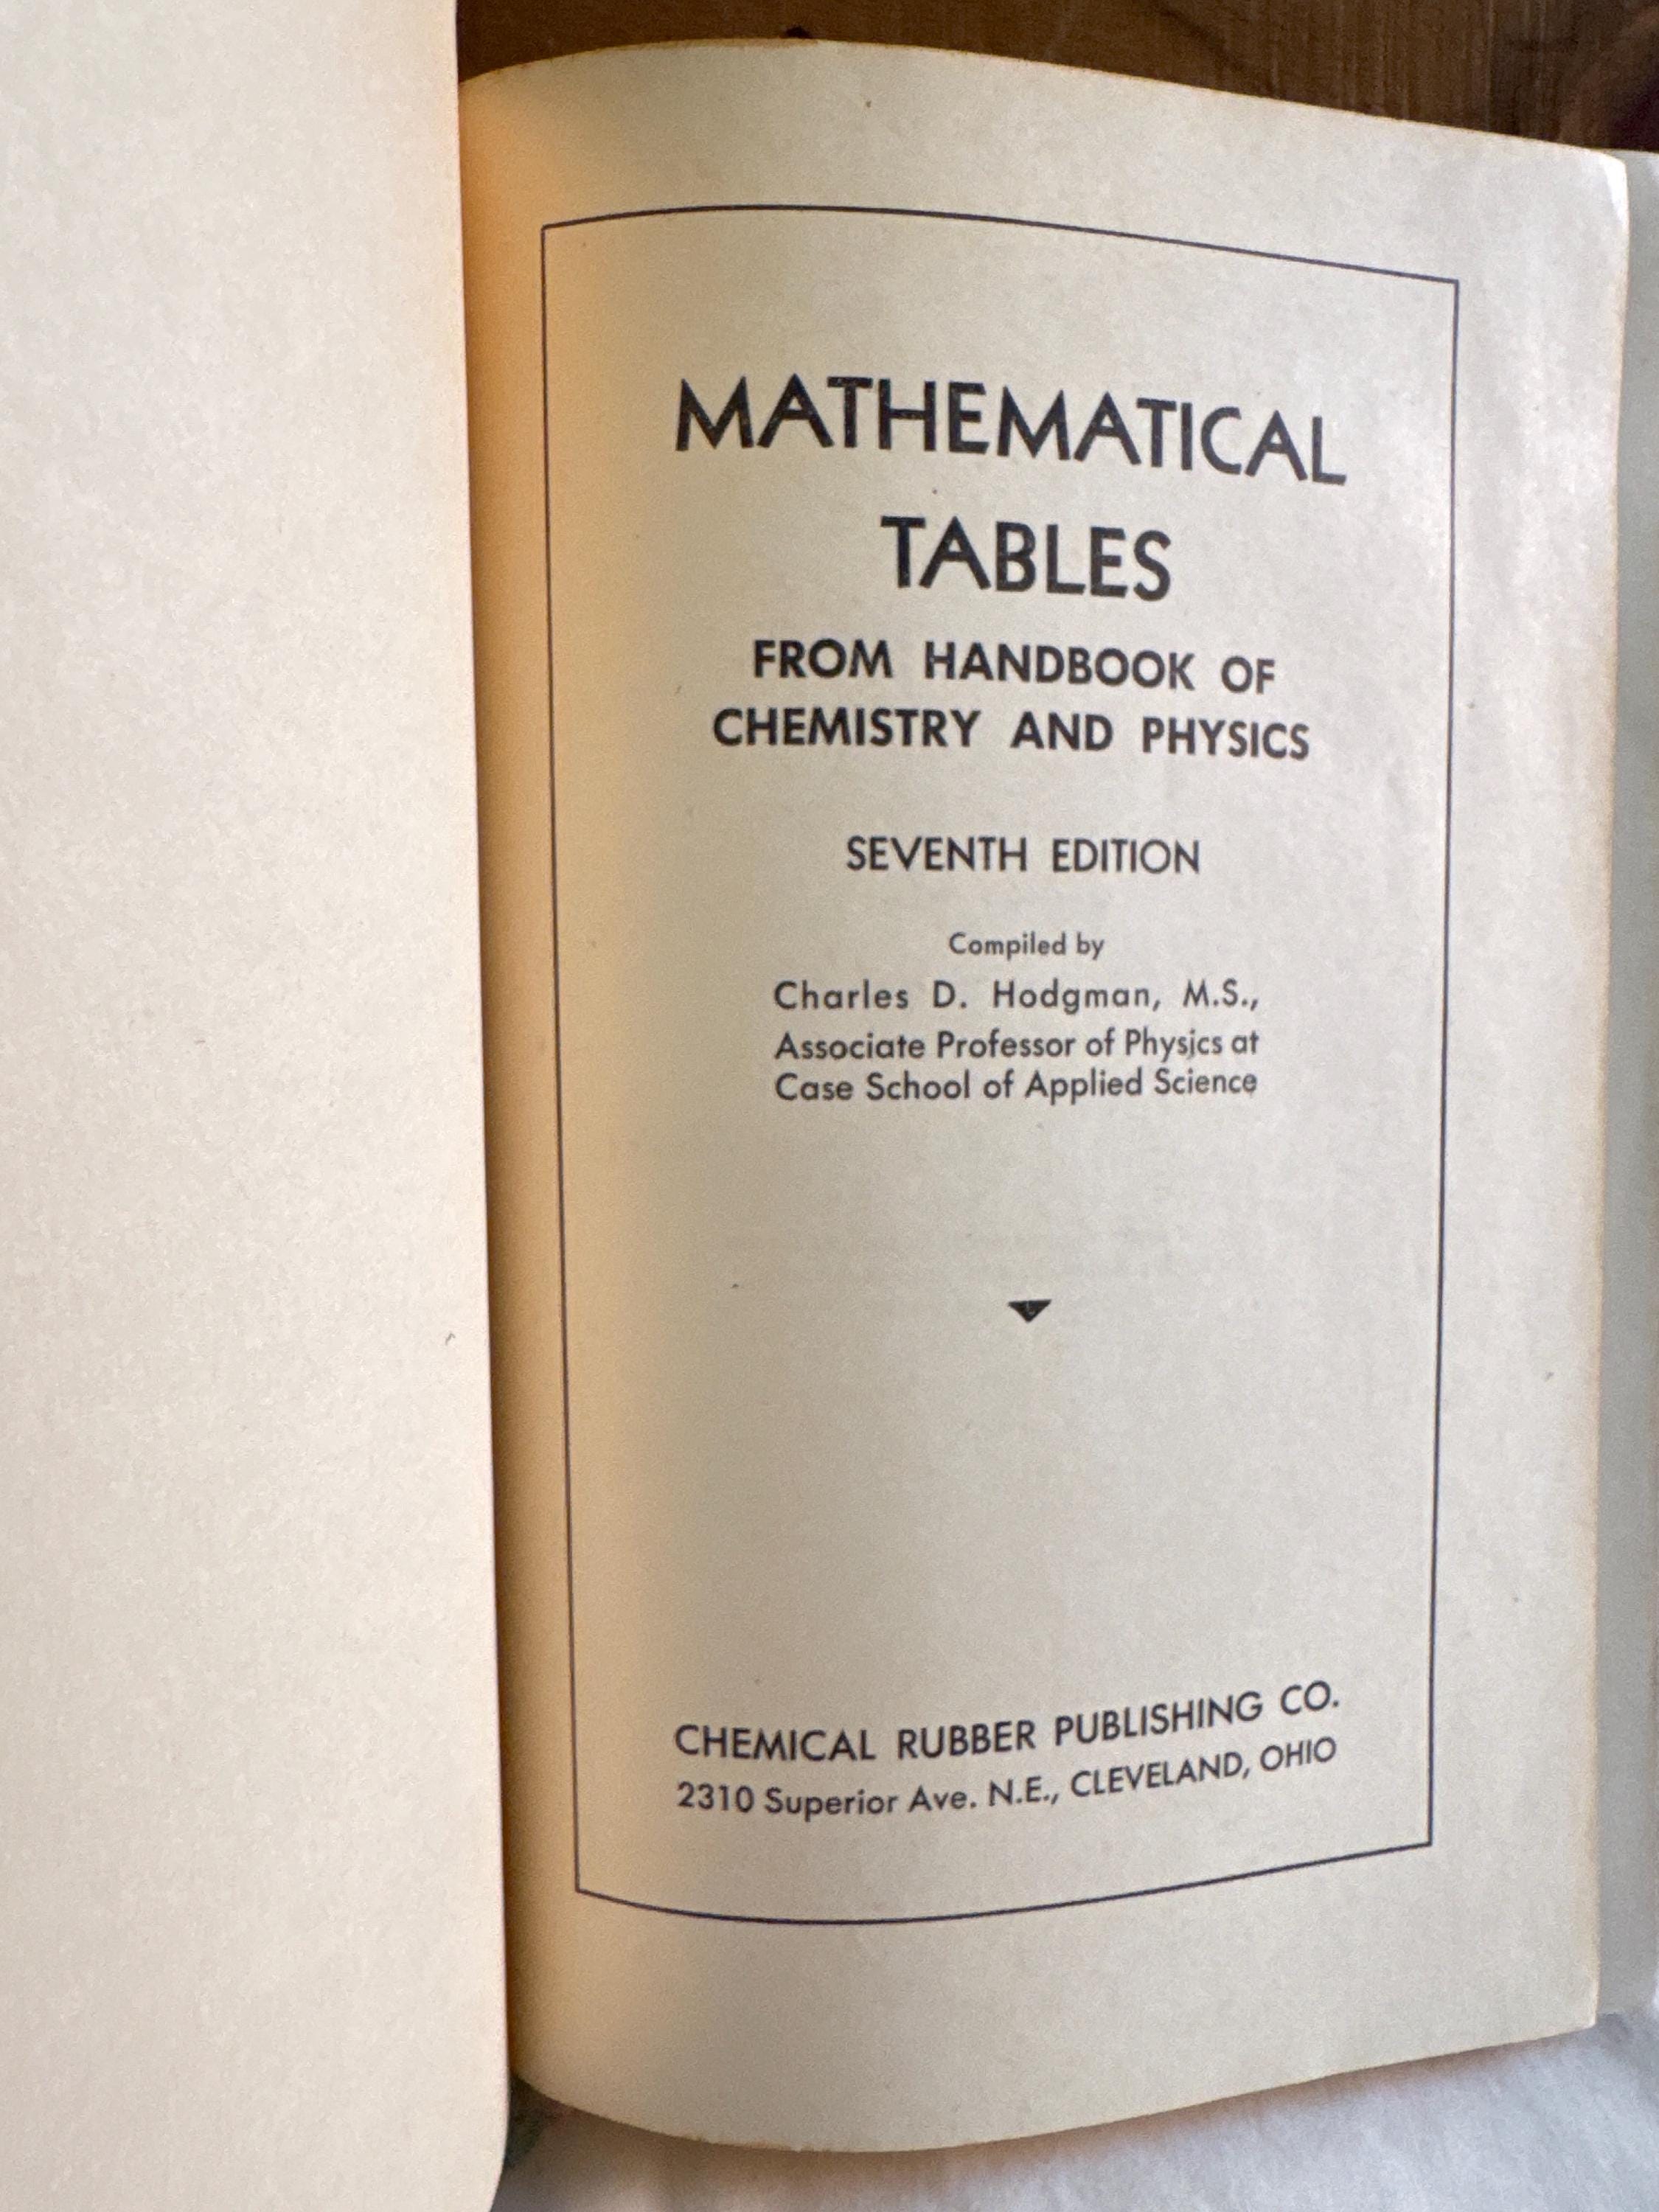 MATHEMATICAL
TABLES
FROM HANDBOOK OF
CHEMISTRY AND PHYSICS
SEVENTH EDITION
Compiled by
Charles D. Hodgman, M.S.,
Associate Professor of Physics at
Case School of Applied Science
CHEMICAL RUBBER PUBLISHING CO.
2310 Superior Ave. N.E., CLEVELAND, OHIO